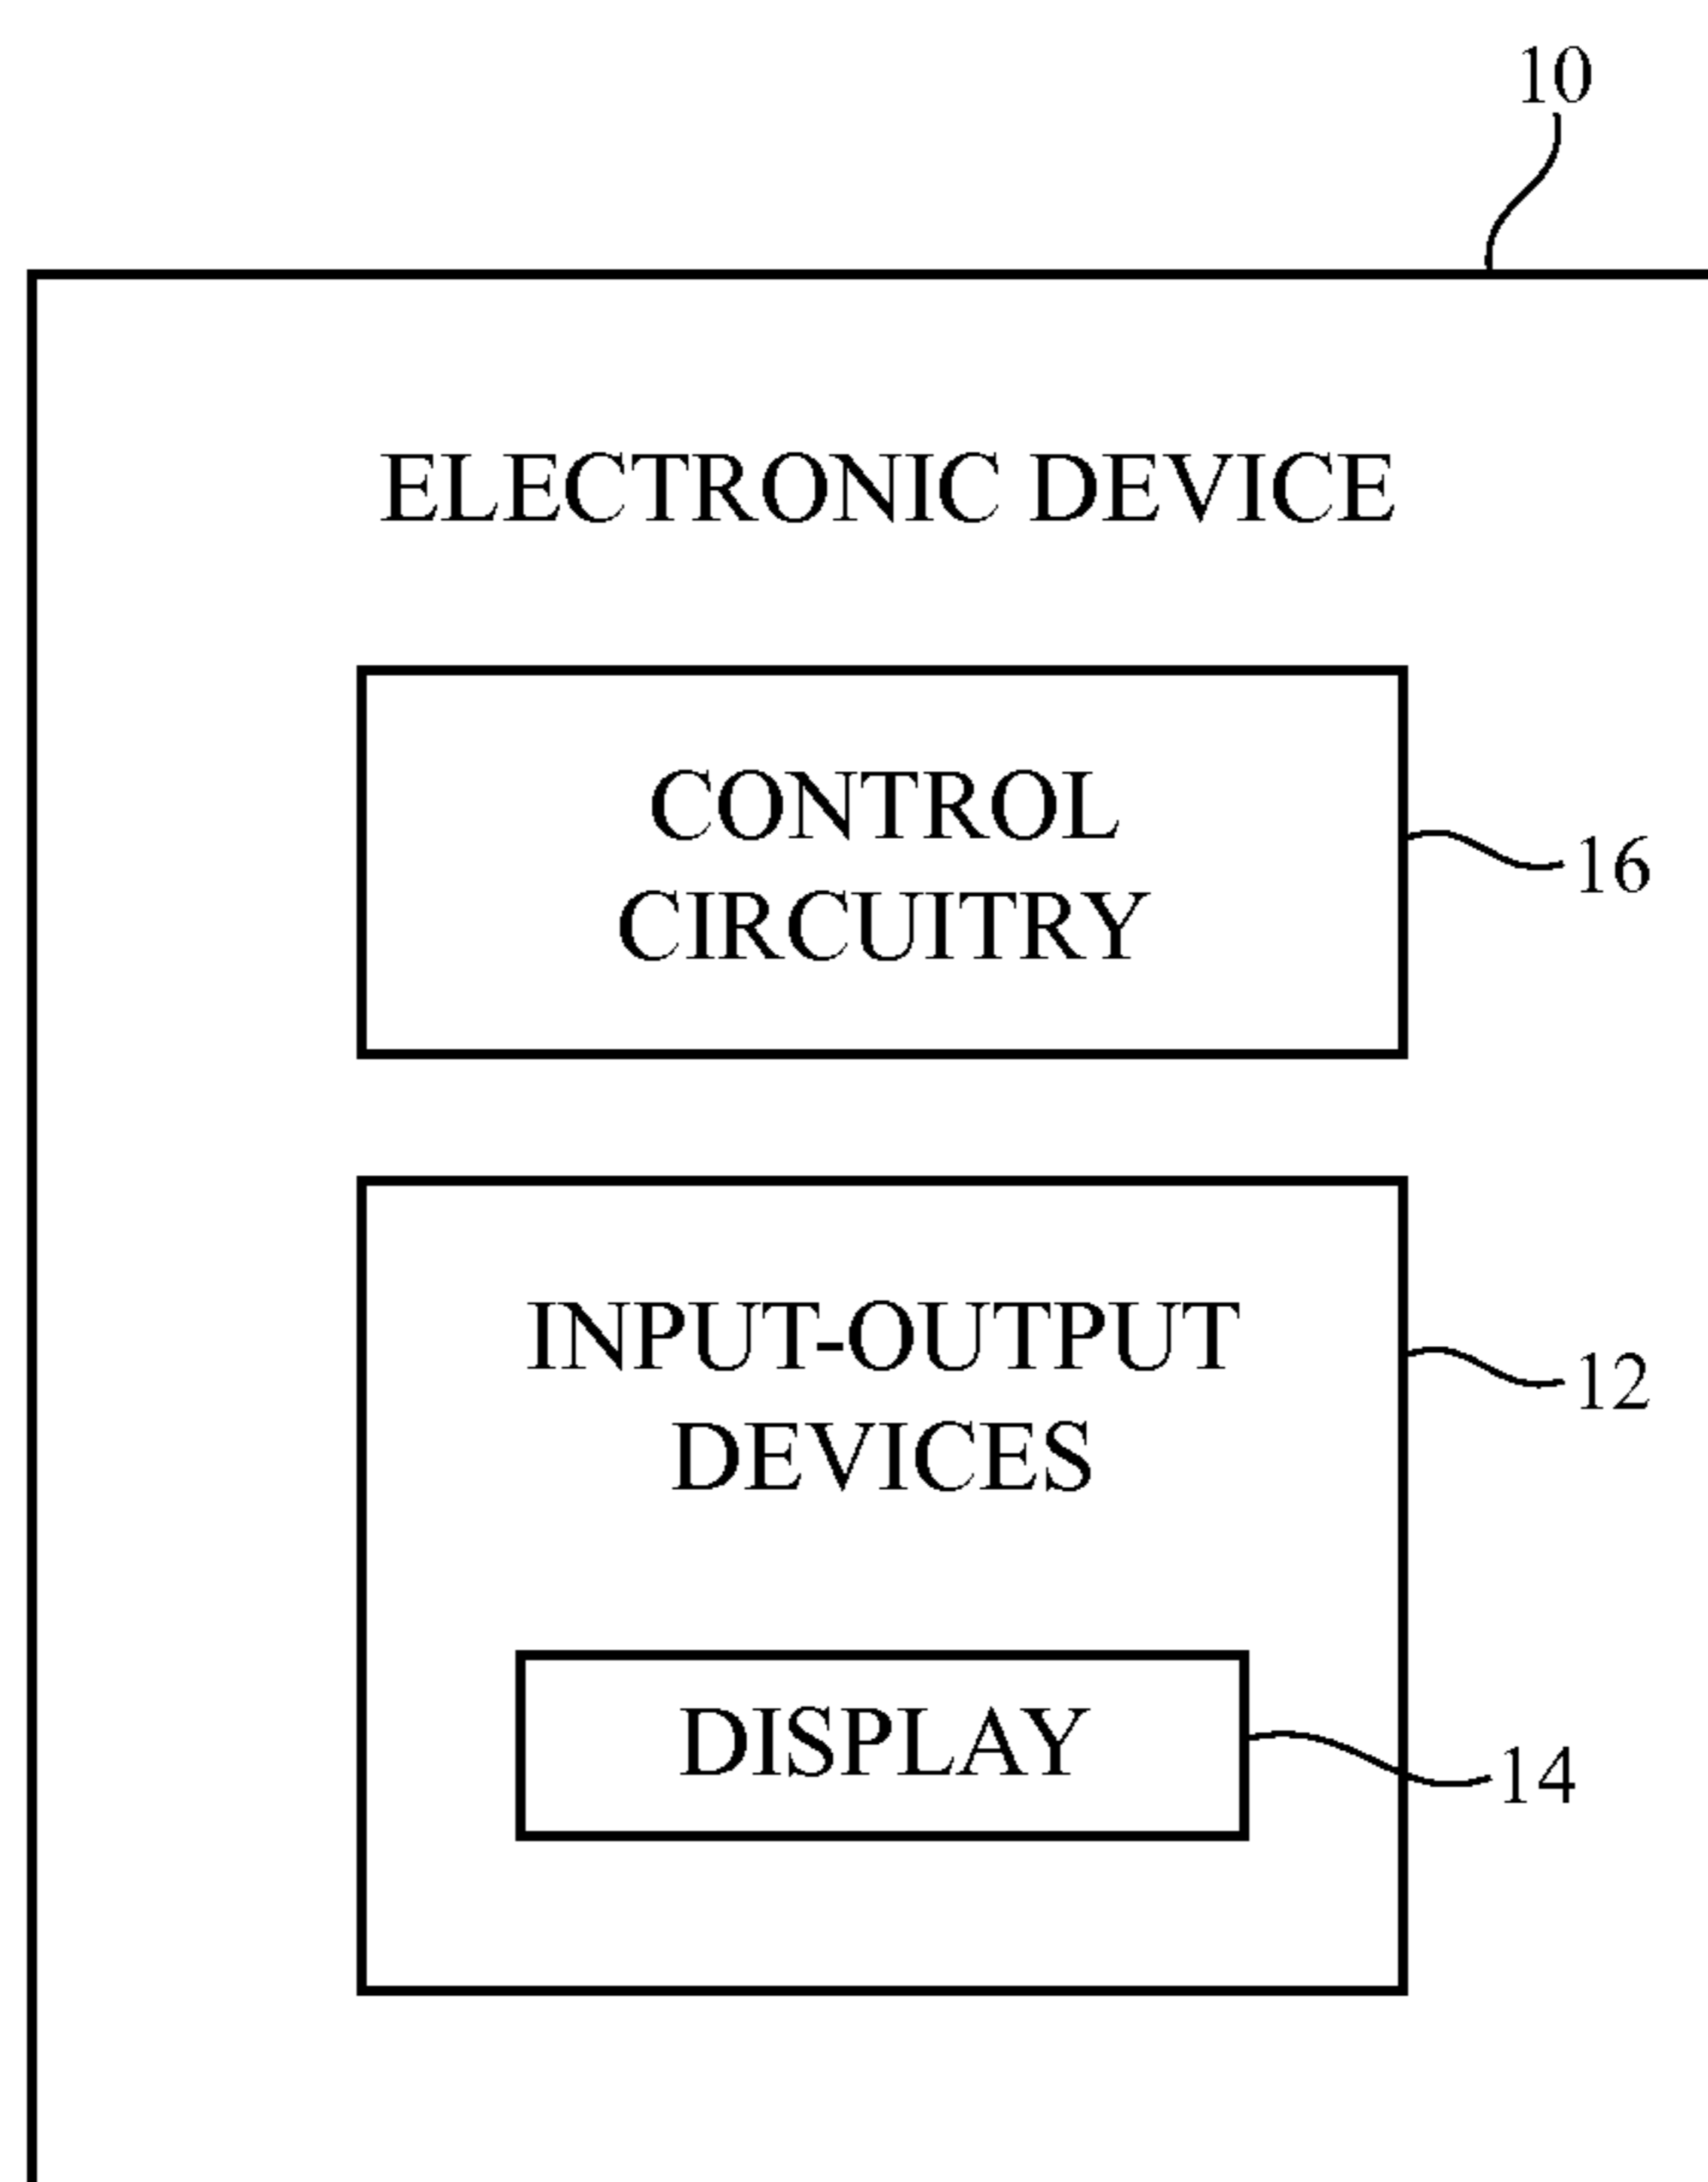 10
ELECTRONIC DEVICE
CONTROL
CIRCUITRY
16
INPUT-OUTPUT
DEVICES
12
DISPLAY
14